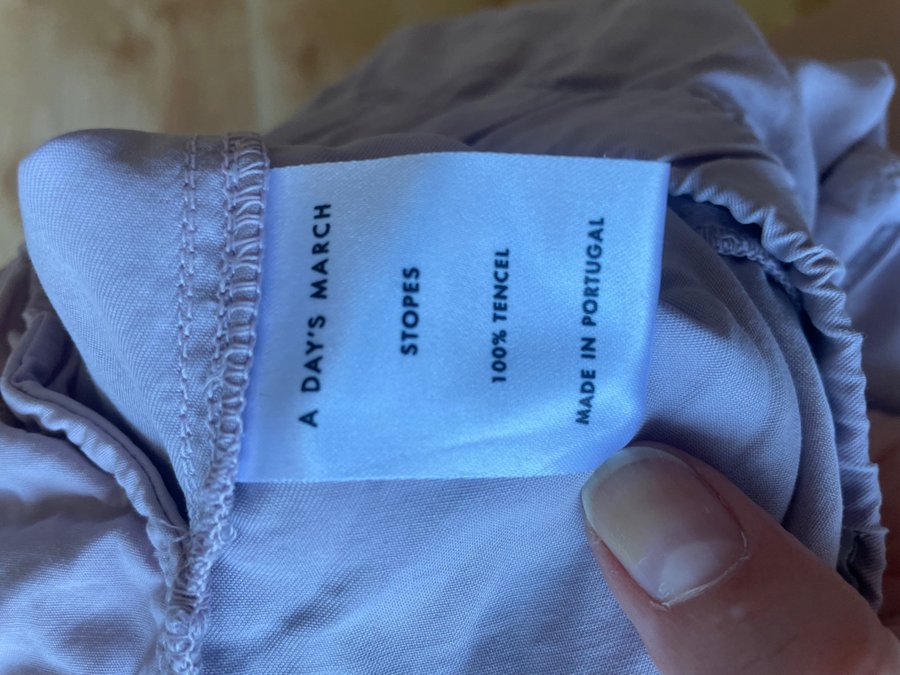 A DAY'S MARCH
STOPES
100% TENCEL
MADE IN PORTUGAL